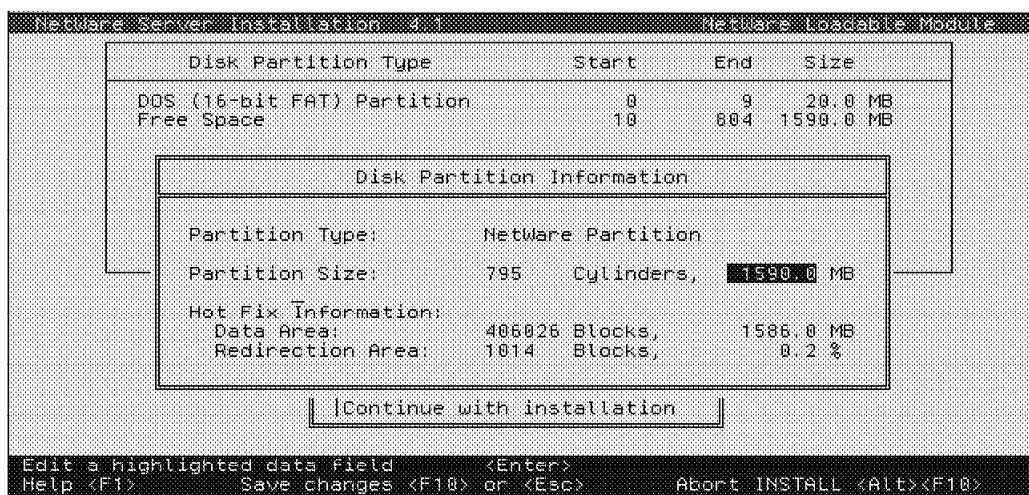 NetWare Server Installation 4.1 NetWare Loadable Module
Disk Partition Type Start End Size
DOS (16-bit FAT) Partition 0 9 20.0 MB
Free Space 10 804 1590.0 MB
Disk Partition Information
Partition Type: NetWare Partition
Partition Size: 795 Cylinders, 1590.0 MB
Hot Fix Information:
Data Area: 406026 Blocks, 1586.0 MB
Redirection Area: 1014 Blocks, 0.2 %
Continue with installation
Edit a highlighted data field <Enter>
Help <F1> Save changes <F10> or <Esc> Abort INSTALL <Alt><F10>